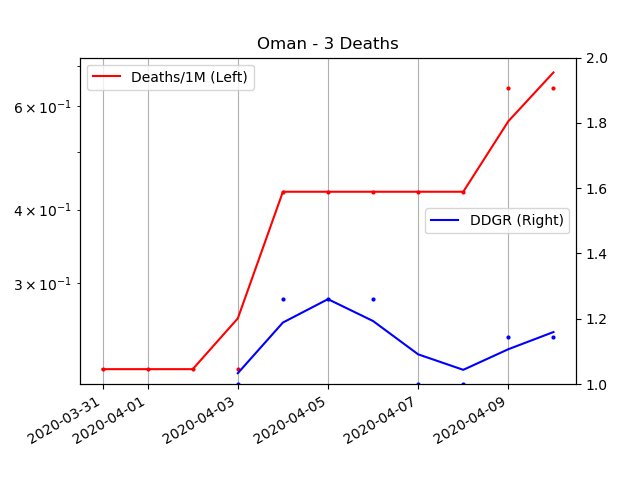 Oman - 3 Deaths
Deaths/1M (Left)
DDGR (Right)
6 × 10⁻¹
4 × 10⁻¹
3 × 10⁻¹
2.0
1.8
1.6
1.4
1.2
1.0
2020-03-31
2020-04-01
2020-04-03
2020-04-05
2020-04-07
2020-04-09